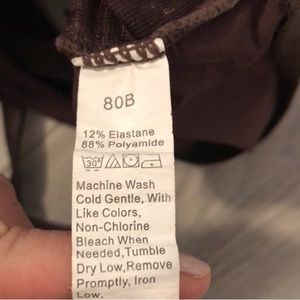 80B
12% Elastane
88% Polyamide
30°
Machine Wash
Cold Gentle, With
Like Colors,
Non-Chlorine
Bleach When
Needed,Tumble
Dry Low,Remove
Promptly, Iron
Low.